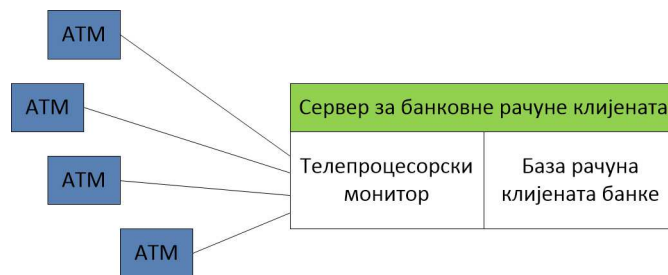 ATM
ATM
ATM
ATM
Сервер за банковне рачуне клијената
Телепроцесорски
монитор
База рачуна
клијената банке